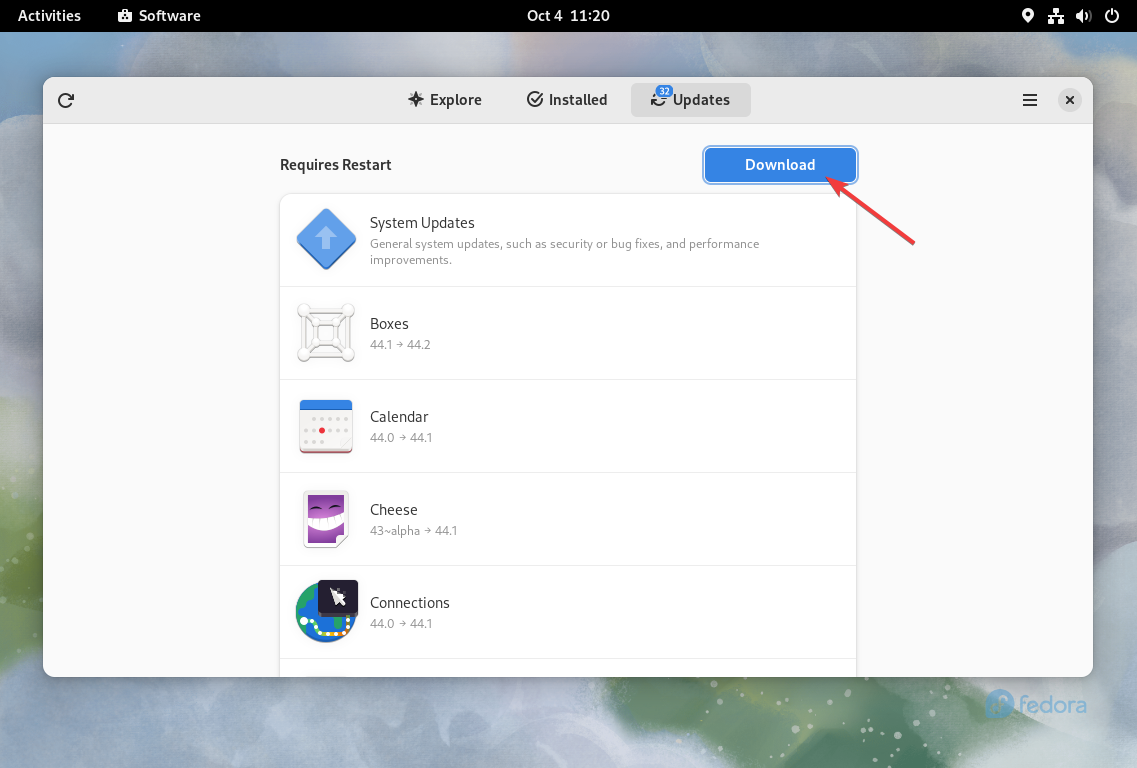 Activities
Software
Oct 4 11:20
Explore
Installed
32
Updates
Requires Restart
Download
System Updates
General system updates, such as security or bug fixes, and performance
improvements.
Boxes
44.1 → 44.2
Calendar
44.0 → 44.1
Cheese
43~alpha → 44.1
Connections
44.0 → 44.1
fedora